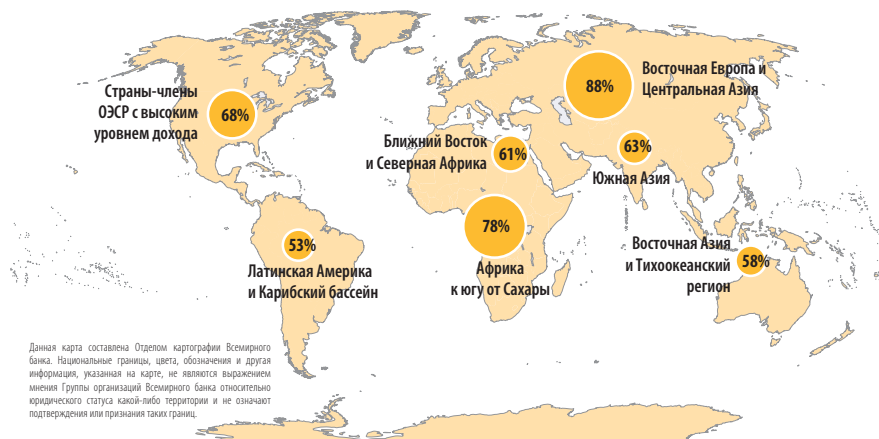 Страны-члены
ОЭСР с высоким
уровнем дохода
68%
88%
Восточная Европа и
Центральная Азия
Ближний Восток
и Северная Африка
61%
63%
Южная Азия
78%
Африка
к югу от Сахары
53%
Латинская Америка
и Карибский бассейн
Восточная Азия
и Тихоокеанский
регион
58%
Данная карта составлена Отделом картографии Всемирного
банка. Национальные границы, цвета, обозначения и другая
информация, указанная на карте, не являются выражением
мнения Группы организаций Всемирного банка относительно
юридического статуса какой-либо территории и не означают
подтверждения или признания таких границ.